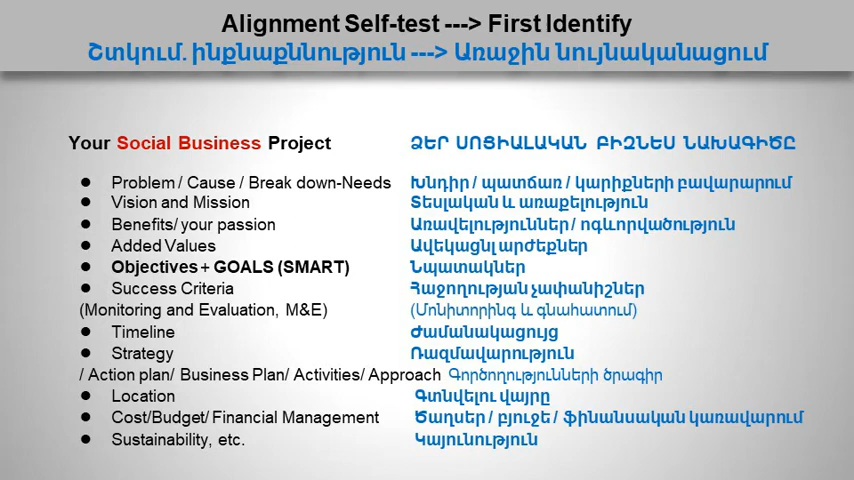 Alignment Self-test ---> First Identify
Շտկում. ինքնաքննություն ---> Առաջին նույնականացում
Your Social Business Project ՁԵՐ ՍՈՑԻԱԼԱԿԱՆ ԲԻԶՆԵՍ ՆԱԽԱԳԻԾԸ
● Problem / Cause / Break down-Needs Խնդիր / պատճառ / կարիքների բավարարում
● Vision and Mission Տեսլական և առաքելություն
● Benefits/ your passion Առավելություններ / ոգևորվածություն
● Added Values Ավեկացնլ արժեքներ
● Objectives + GOALS (SMART) Նպատակներ
● Success Criteria Հաջողության չափանիշներ
(Monitoring and Evaluation, M&E) (Մոնիտորինգ և գնահատում)
● Timeline Ժամանակացույց
● Strategy Ռազմավարություն
/ Action plan/ Business Plan/ Activities/ Approach Գործողությունների ծրագիր
● Location Գտնվելու վայրը
● Cost/Budget/ Financial Management Ծաղսեր / բյուջե / ֆինանսական կառավարում
● Sustainability, etc. Կայունություն